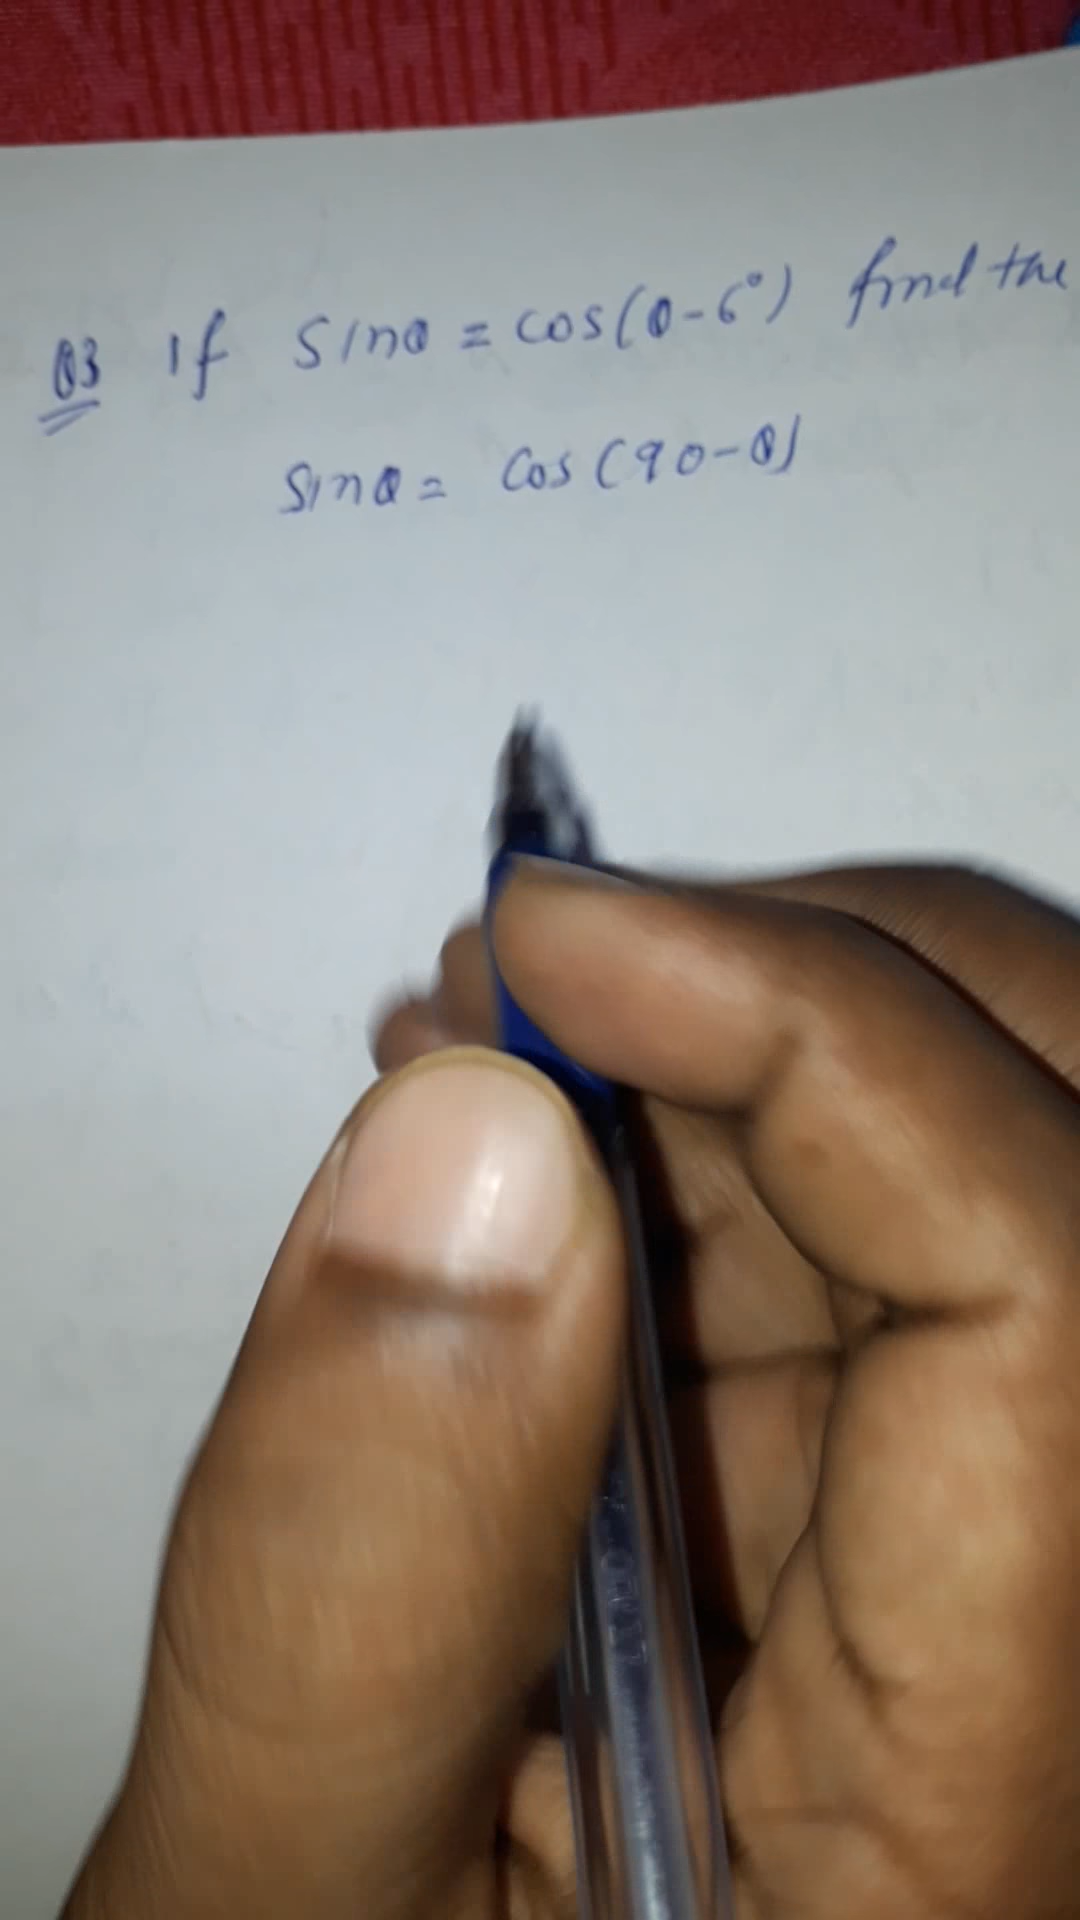 Q3 If sinθ = cos(θ-6°) find the
sinθ = cos(90-θ)